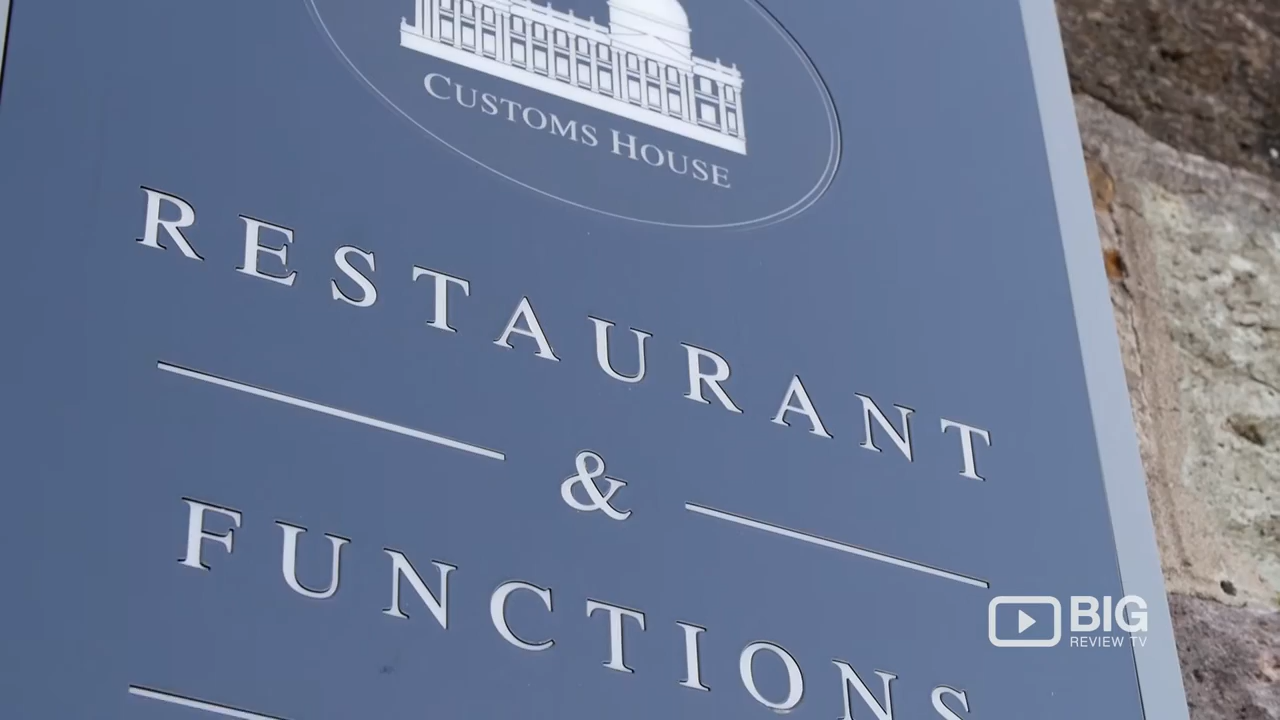 CUSTOMS HOUSE
RESTAURANT
&
FUNCTIONS
BIG
REVIEW TV